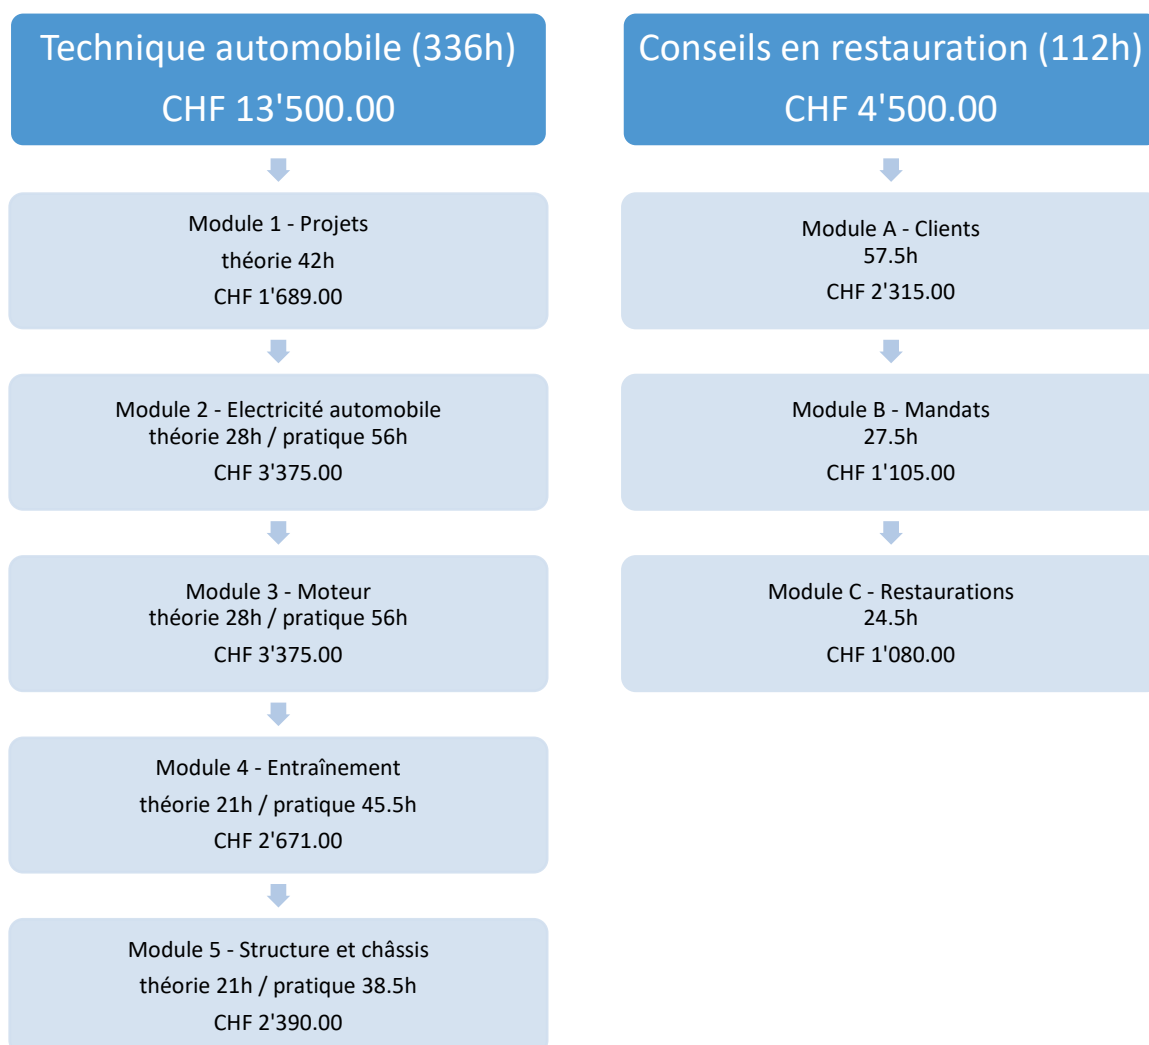 Technique automobile (336h)
CHF 13'500.00
Module 1 - Projets
théorie 42h
CHF 1'689.00
Module 2 - Electricité automobile
théorie 28h / pratique 56h
CHF 3'375.00
Module 3 - Moteur
théorie 28h / pratique 56h
CHF 3'375.00
Module 4 - Entraînement
théorie 21h / pratique 45.5h
CHF 2'671.00
Module 5 - Structure et châssis
théorie 21h / pratique 38.5h
CHF 2'390.00
Conseils en restauration (112h)
CHF 4'500.00
Module A - Clients
57.5h
CHF 2'315.00
Module B - Mandats
27.5h
CHF 1'105.00
Module C - Restaurations
24.5h
CHF 1'080.00